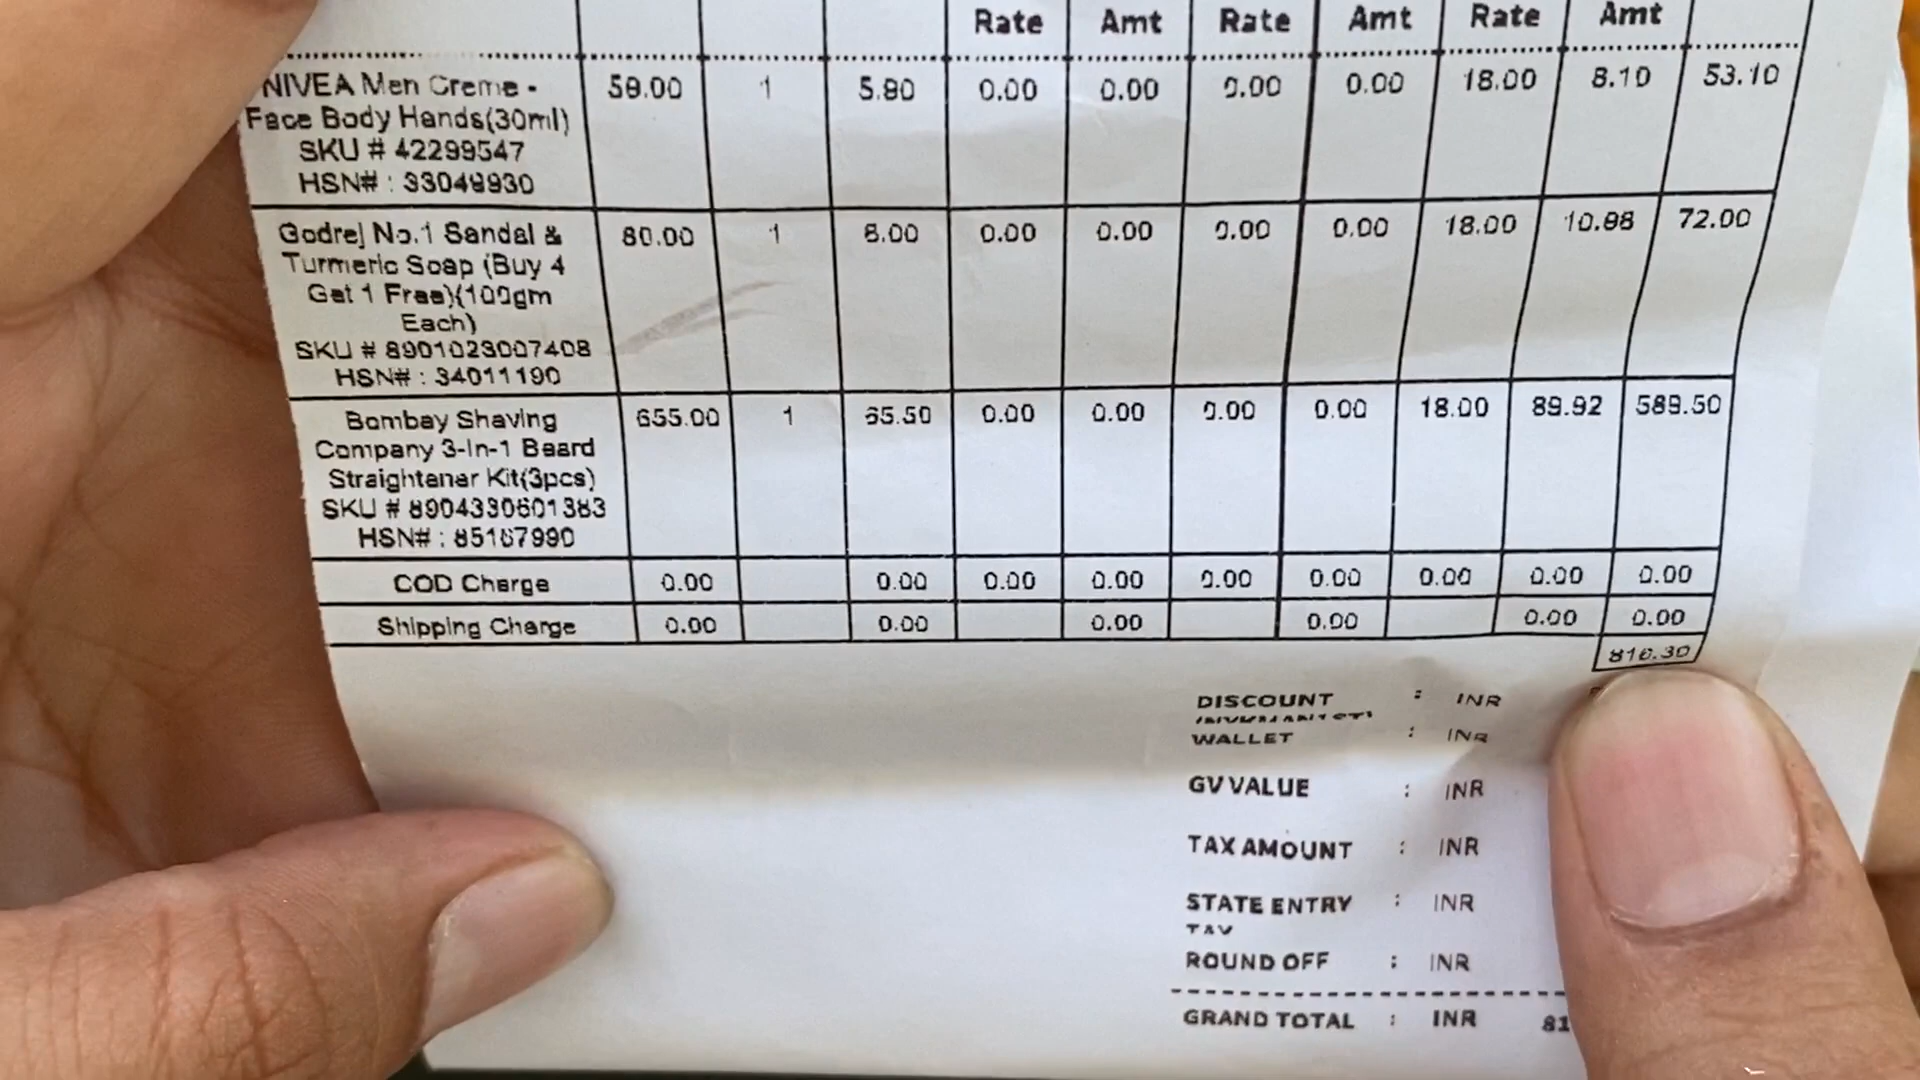 Rate Amt Rate Amt Rate Amt
NIVEA Men Creme - 59.00 1 5.90 0.00 0.00 0.00 0.00 18.00 8.10 53.10
Face Body Hands(30ml)
SKU # 42299547
HSN# : 33049930
Godrej No.1 Sandal & 80.00 1 8.00 0.00 0.00 0.00 0.00 18.00 10.98 72.00
Turmeric Soap (Buy 4
Get 1 Free)(100gm
Each)
SKU # 8901023007408
HSN# : 34011190
Bombay Shaving 655.00 1 65.50 0.00 0.00 0.00 0.00 18.00 89.92 589.50
Company 3-In-1 Beard
Straightener Kit(3pcs)
SKU # 8904330601383
HSN# : 85167990
COD Charge 0.00 0.00 0.00 0.00 0.00 0.00 0.00 0.00 0.00
Shipping Charge 0.00 0.00 0.00 0.00 0.00 0.00
816.30
DISCOUNT : INR
WALLET : INR
GV VALUE : INR
TAX AMOUNT : INR
STATE ENTRY : INR
TAX
ROUND OFF : INR
GRAND TOTAL : INR 81